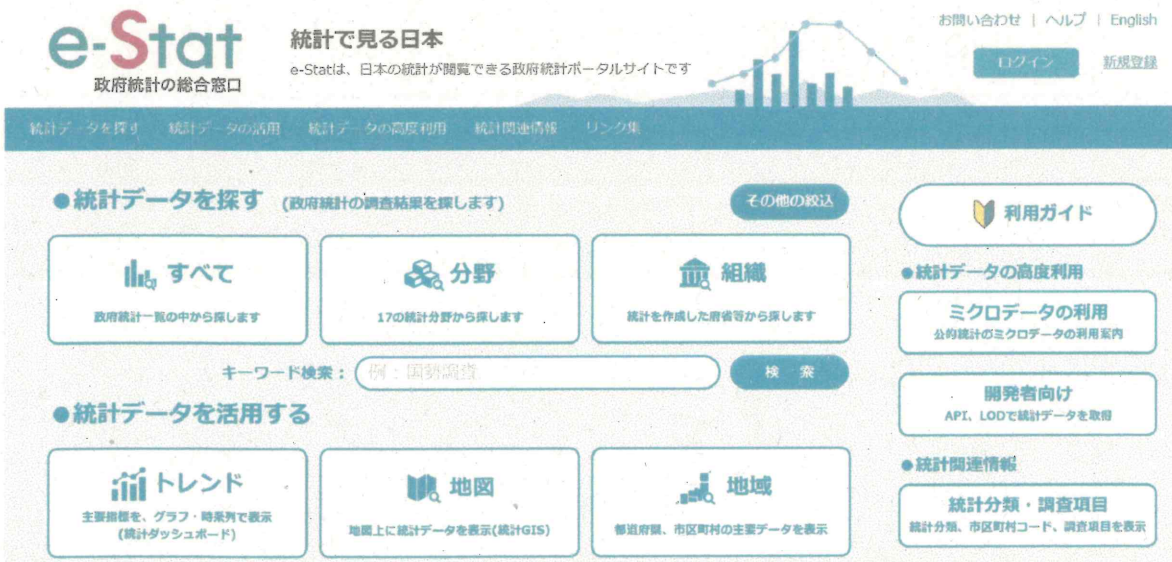 e-Stat
政府統計の総合窓口
統計で見る日本
e-Statは、日本の統計が閲覧できる政府統計ポータルサイトです
お問い合わせ | ヘルプ | English
ログイン
新規登録
統計データを探す 統計データの活用 統計データの高度利用 統計関連情報 リンク集
●統計データを探す (政府統計の調査結果を探します)
その他の絞込
すべて
政府統計一覧の中から探します
分野
17の統計分野から探します
組織
統計を作成した府省等から探します
キーワード検索:
例:国勢調査
検 索
●統計データを活用する
トレンド
主要指標を、グラフ・時系列で表示
(統計ダッシュボード)
地図
地図上に統計データを表示(統計GIS)
地域
都道府県、市区町村の主要データを表示
利用ガイド
●統計データの高度利用
ミクロデータの利用
公的統計のミクロデータの利用案内
開発者向け
API、LODで統計データを取得
●統計関連情報
統計分類・調査項目
統計分類、市区町村コード、調査項目を表示